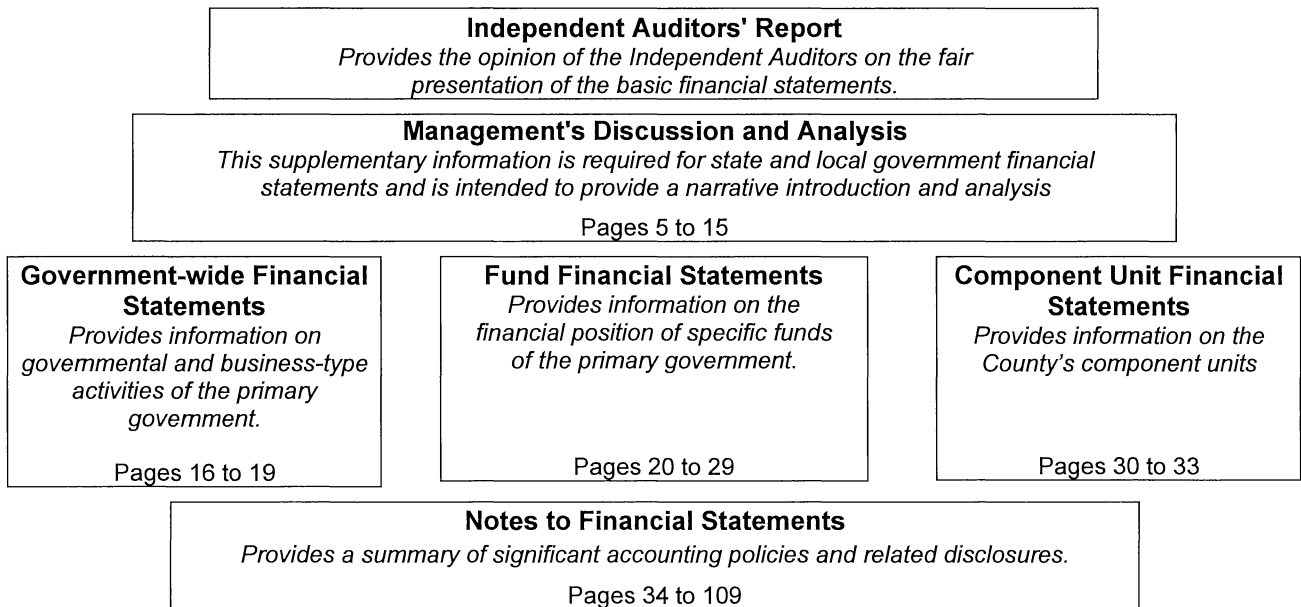 Independent Auditors' Report
Provides the opinion of the Independent Auditors on the fair
presentation of the basic financial statements.
Management's Discussion and Analysis
This supplementary information is required for state and local government financial
statements and is intended to provide a narrative introduction and analysis
Pages 5 to 15
Government-wide Financial
Statements
Provides information on
governmental and business-type
activities of the primary
government.
Pages 16 to 19
Fund Financial Statements
Provides information on the
financial position of specific funds
of the primary government.
Pages 20 to 29
Component Unit Financial
Statements
Provides information on the
County's component units
Pages 30 to 33
Notes to Financial Statements
Provides a summary of significant accounting policies and related disclosures.
Pages 34 to 109